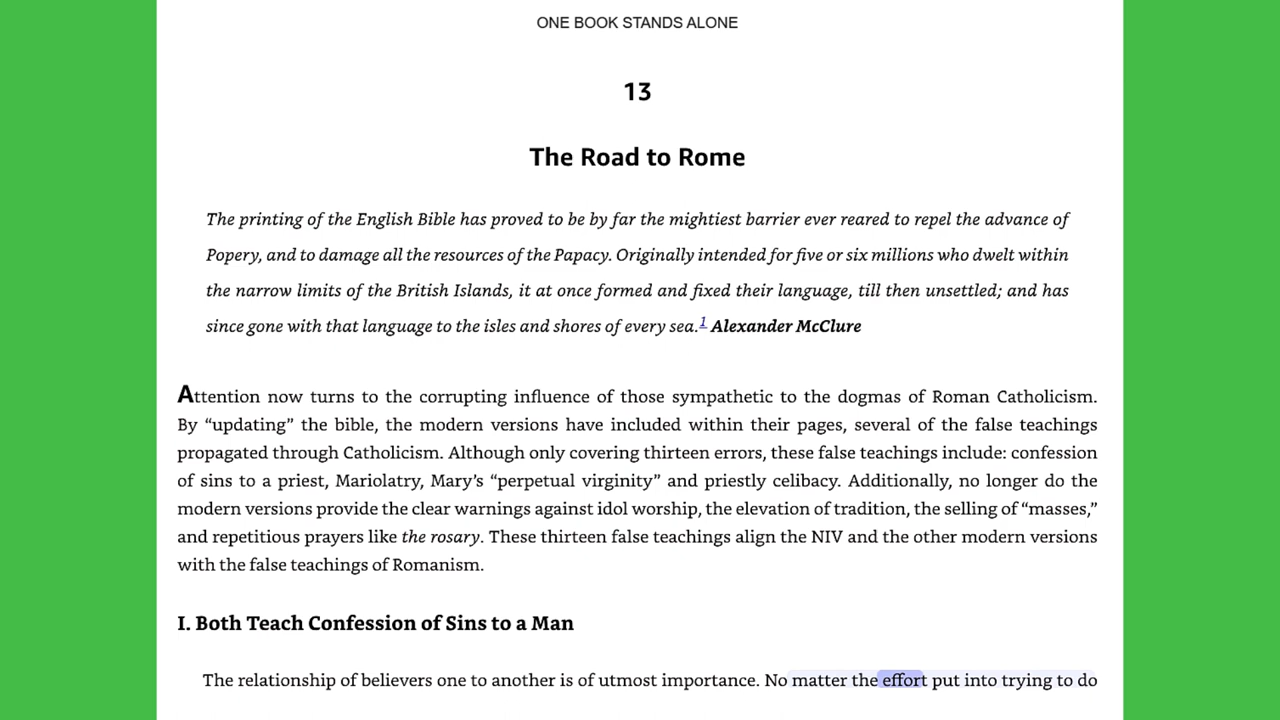 ONE BOOK STANDS ALONE
13
The Road to Rome
The printing of the English Bible has proved to be by far the mightiest barrier ever reared to repel the advance of
Popery, and to damage all the resources of the Papacy. Originally intended for five or six millions who dwelt within
the narrow limits of the British Islands, it at once formed and fixed their language, till then unsettled; and has
since gone with that language to the isles and shores of every sea.1 Alexander McClure
Attention now turns to the corrupting influence of those sympathetic to the dogmas of Roman Catholicism.
By “updating” the bible, the modern versions have included within their pages, several of the false teachings
propagated through Catholicism. Although only covering thirteen errors, these false teachings include: confession
of sins to a priest, Mariolatry, Mary’s “perpetual virginity” and priestly celibacy. Additionally, no longer do the
modern versions provide the clear warnings against idol worship, the elevation of tradition, the selling of “masses,”
and repetitious prayers like the rosary. These thirteen false teachings align the NIV and the other modern versions
with the false teachings of Romanism.
I. Both Teach Confession of Sins to a Man
The relationship of believers one to another is of utmost importance. No matter the effort put into trying to do